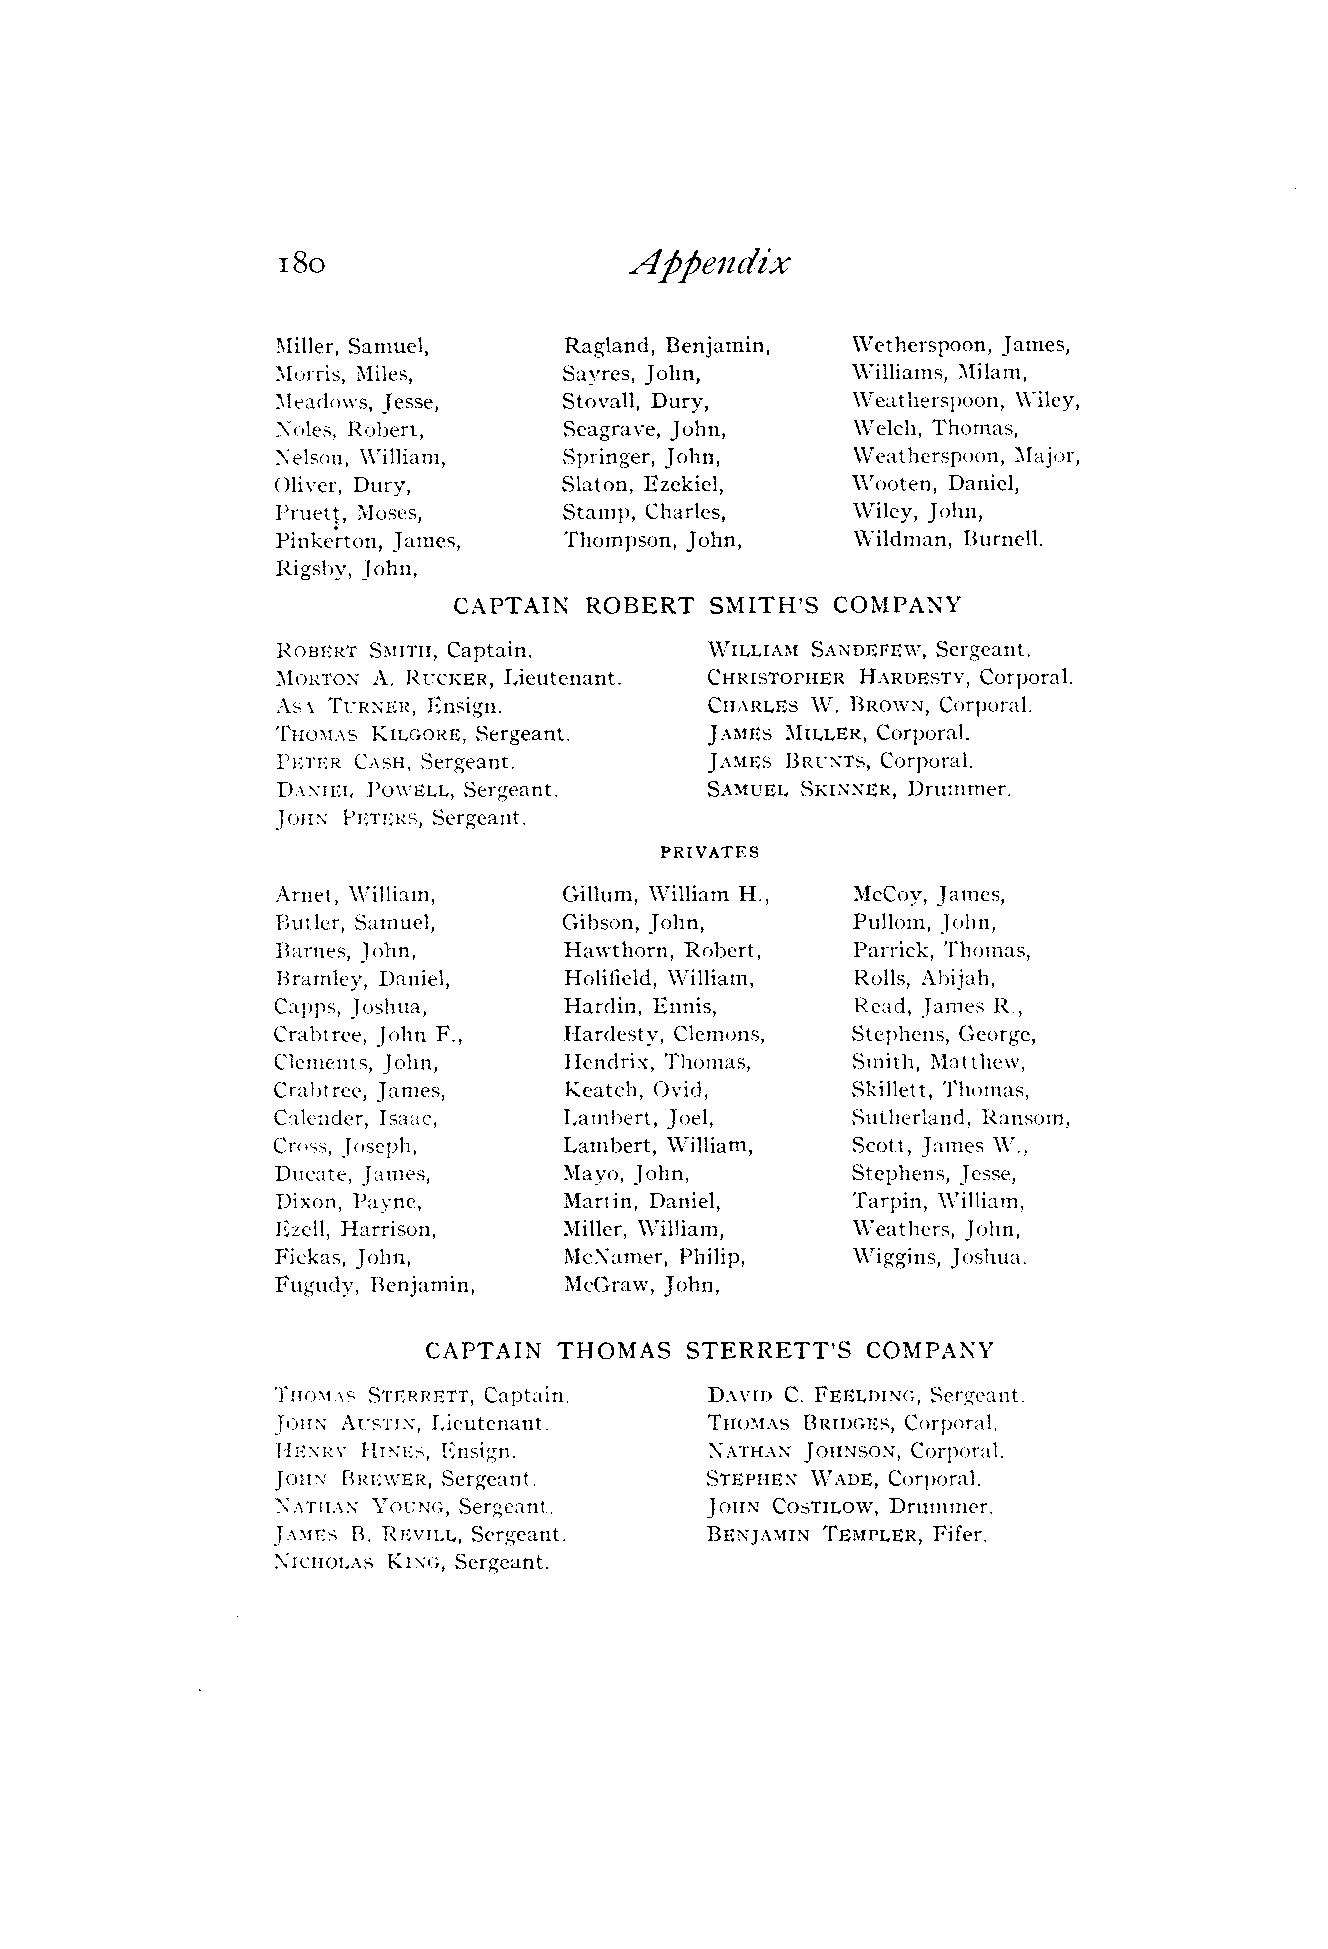 180 Appendix
Miller, Samuel,
Morris, Miles,
Meadows, Jesse,
Noles, Robert,
Nelson, William,
Oliver, Dury,
Pruett, Moses,
Pinkerton, James,
Rigsby, John,
Ragland, Benjamin,
Sayres, John,
Stovall, Dury,
Seagrave, John,
Springer, John,
Slaton, Ezekiel,
Stamp, Charles,
Thompson, John,
Wetherspoon, James,
Williams, Milam,
Weatherspoon, Wiley,
Welch, Thomas,
Weatherspoon, Major,
Wooten, Daniel,
Wiley, John,
Wildman, Burnell.
CAPTAIN ROBERT SMITH'S COMPANY
ROBERT SMITH, Captain.
MORTON A. RUCKER, Lieutenant.
ASA TURNER, Ensign.
THOMAS KILGORE, Sergeant.
PETER CASH, Sergeant.
DANIEL POWELL, Sergeant.
JOHN PETERS, Sergeant.
WILLIAM SANDEFEW, Sergeant.
CHRISTOPHER HARDESTY, Corporal.
CHARLES W. BROWN, Corporal.
JAMES MILLER, Corporal.
JAMES BRUNTS, Corporal.
SAMUEL SKINNER, Drummer.
PRIVATES
Arnet, William,
Butler, Samuel,
Barnes, John,
Bramley, Daniel,
Capps, Joshua,
Crabtree, John F.,
Clements, John,
Crabtree, James,
Calender, Isaac,
Cross, Joseph,
Ducate, James,
Dixon, Payne,
Ezell, Harrison,
Fickas, John,
Fugudy, Benjamin,
Gillum, William H.,
Gibson, John,
Hawthorn, Robert,
Holifield, William,
Hardin, Ennis,
Hardesty, Clemons,
Hendrix, Thomas,
Keatch, Ovid,
Lambert, Joel,
Lambert, William,
Mayo, John,
Martin, Daniel,
Miller, William,
McNamer, Philip,
McGraw, John,
McCoy, James,
Pullom, John,
Parrick, Thomas,
Rolls, Abijah,
Read, James R.,
Stephens, George,
Smith, Matthew,
Skillett, Thomas,
Sutherland, Ransom,
Scott, James W.,
Stephens, Jesse,
Tarpin, William,
Weathers, John,
Wiggins, Joshua.
CAPTAIN THOMAS STERRETT'S COMPANY
THOMAS STERRETT, Captain.
JOHN AUSTIN, Lieutenant.
HENRY HINES, Ensign.
JOHN BREWER, Sergeant.
NATHAN YOUNG, Sergeant.
JAMES B. REVILL, Sergeant.
NICHOLAS KING, Sergeant.
DAVID C. FEELDING, Sergeant.
THOMAS BRIDGES, Corporal.
NATHAN JOHNSON, Corporal.
STEPHEN WADE, Corporal.
JOHN COSTILOW, Drummer.
BENJAMIN TEMPLER, Fifer.